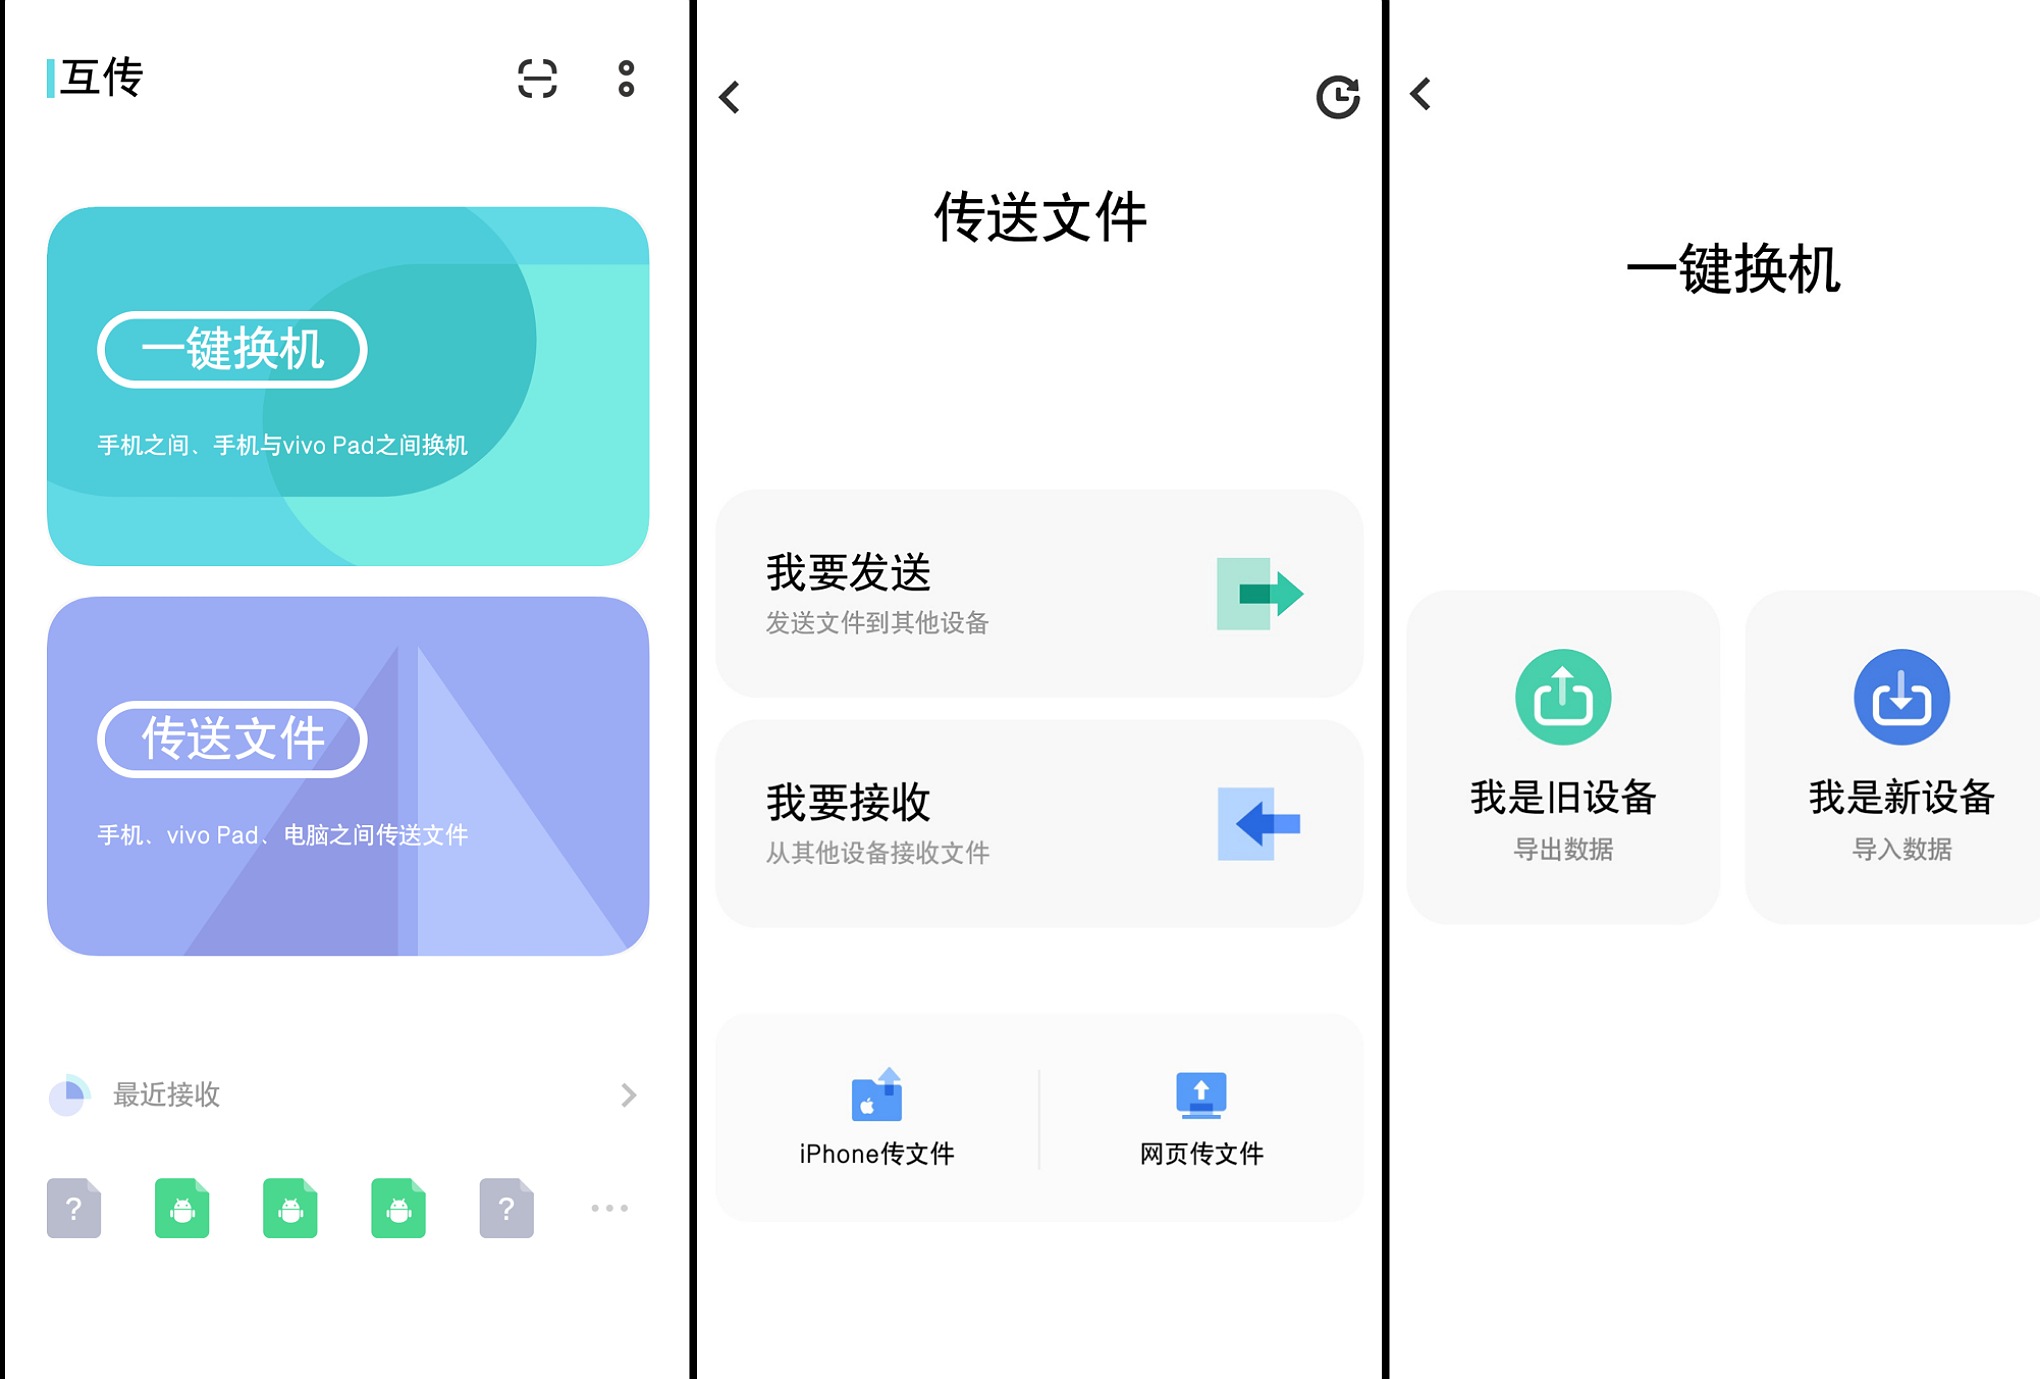 互传
一键换机
手机之间、手机与vivo Pad之间换机
传送文件
手机、vivo Pad、电脑之间传送文件
最近接收
?
?
传送文件
我要发送
发送文件到其他设备
我要接收
从其他设备接收文件
iPhone传文件
网页传文件
一键换机
我是旧设备
导出数据
我是新设备
导入数据